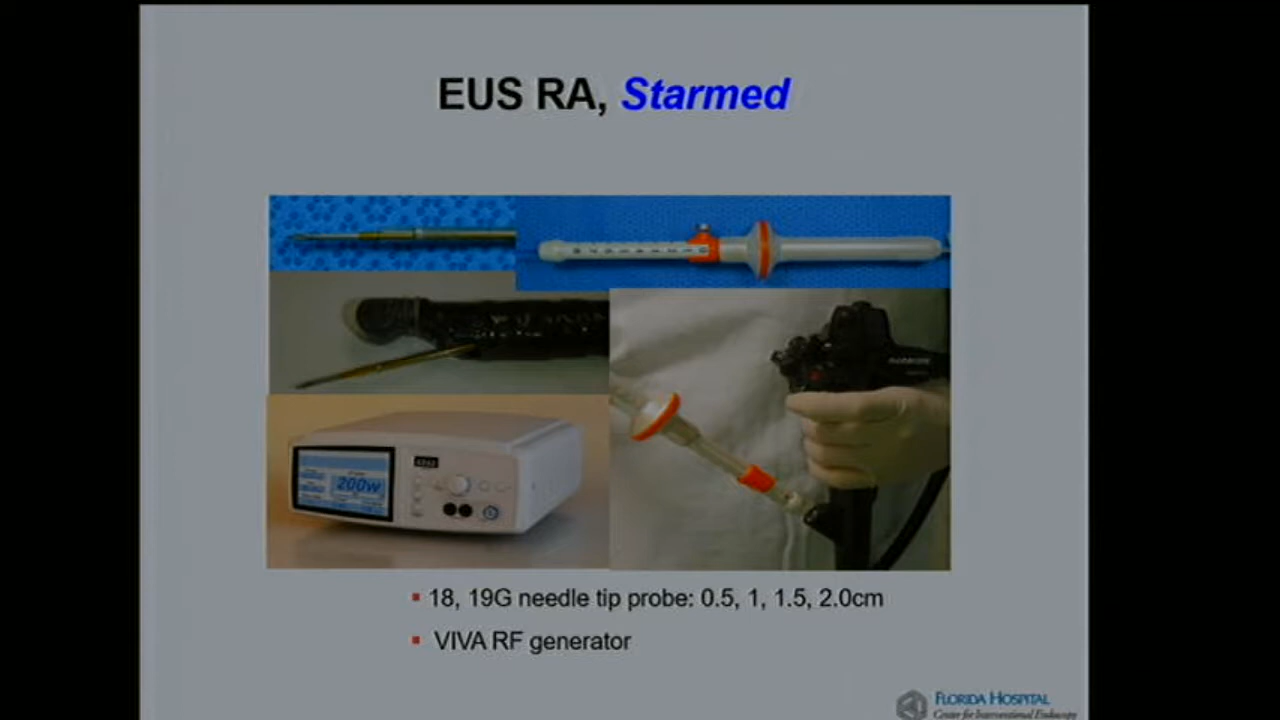 EUS RA, Starmed
200w
18, 19G needle tip probe: 0.5, 1, 1.5, 2.0cm
VIVA RF generator
FLORIDA HOSPITAL
Center for Interventional Endoscopy